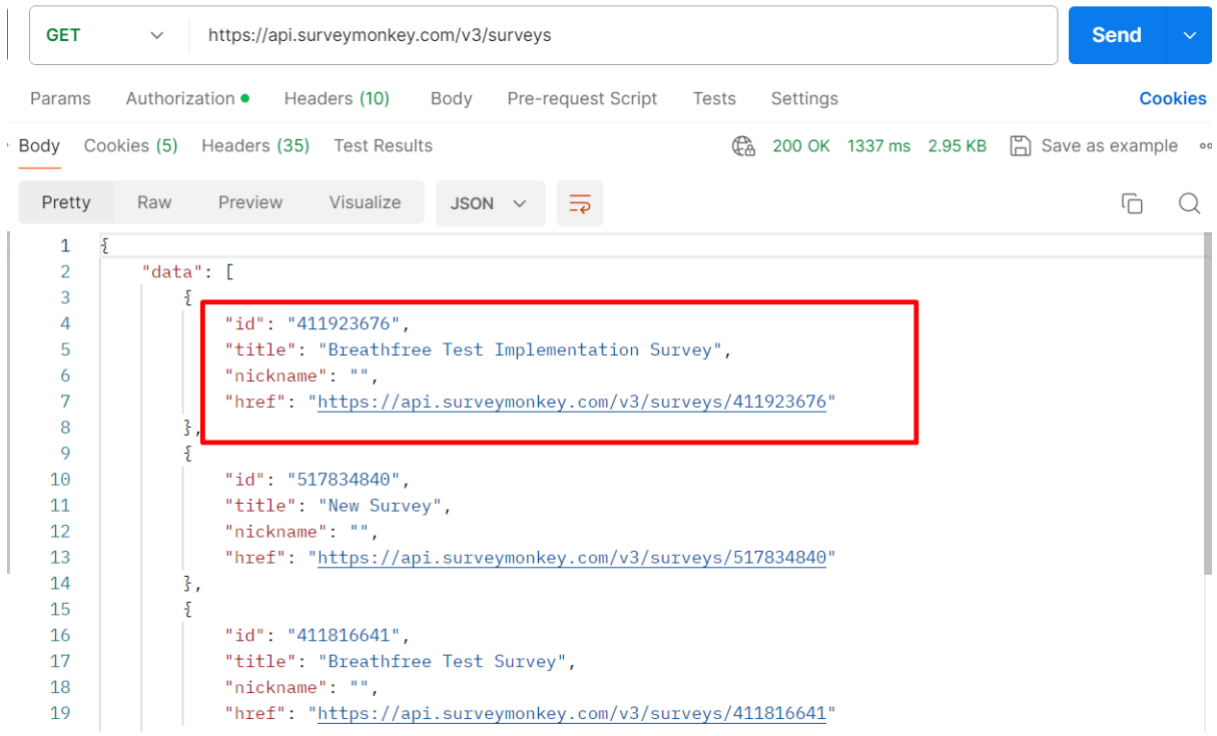 GET https://api.surveymonkey.com/v3/surveys Send
Params Authorization Headers (10) Body Pre-request Script Tests Settings Cookies
Body Cookies (5) Headers (35) Test Results 200 OK 1337 ms 2.95 KB Save as example
Pretty Raw Preview Visualize JSON
1 {
2 "data": [
3 {
4 "id": "411923676",
5 "title": "Breathfree Test Implementation Survey",
6 "nickname": "",
7 "href": "https://api.surveymonkey.com/v3/surveys/411923676"
8 },
9 {
10 "id": "517834840",
11 "title": "New Survey",
12 "nickname": "",
13 "href": "https://api.surveymonkey.com/v3/surveys/517834840"
14 },
15 {
16 "id": "411816641",
17 "title": "Breathfree Test Survey",
18 "nickname": "",
19 "href": "https://api.surveymonkey.com/v3/surveys/411816641"